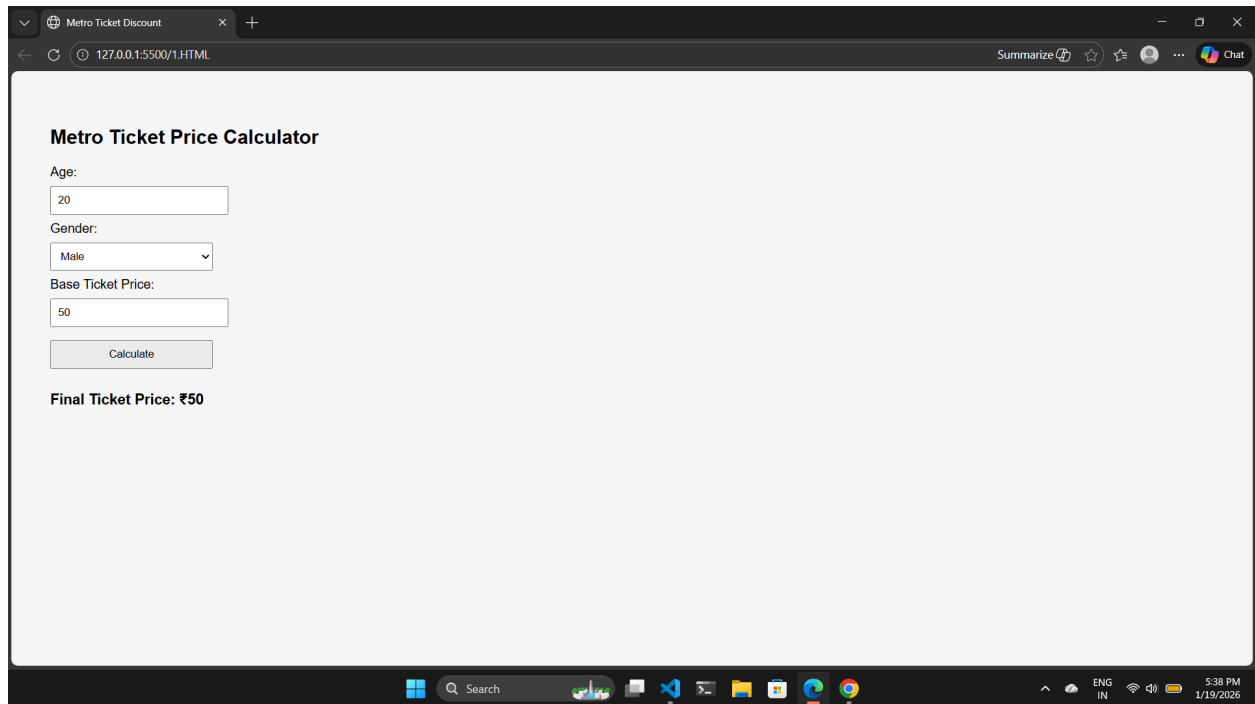 Metro Ticket Discount
127.0.0.1:5500/1.HTML
Summarize
Chat
Metro Ticket Price Calculator
Age:
20
Gender:
Male
Base Ticket Price:
50
Calculate
Final Ticket Price: ₹50
Search
ENG
IN
5:38 PM
1/19/2026